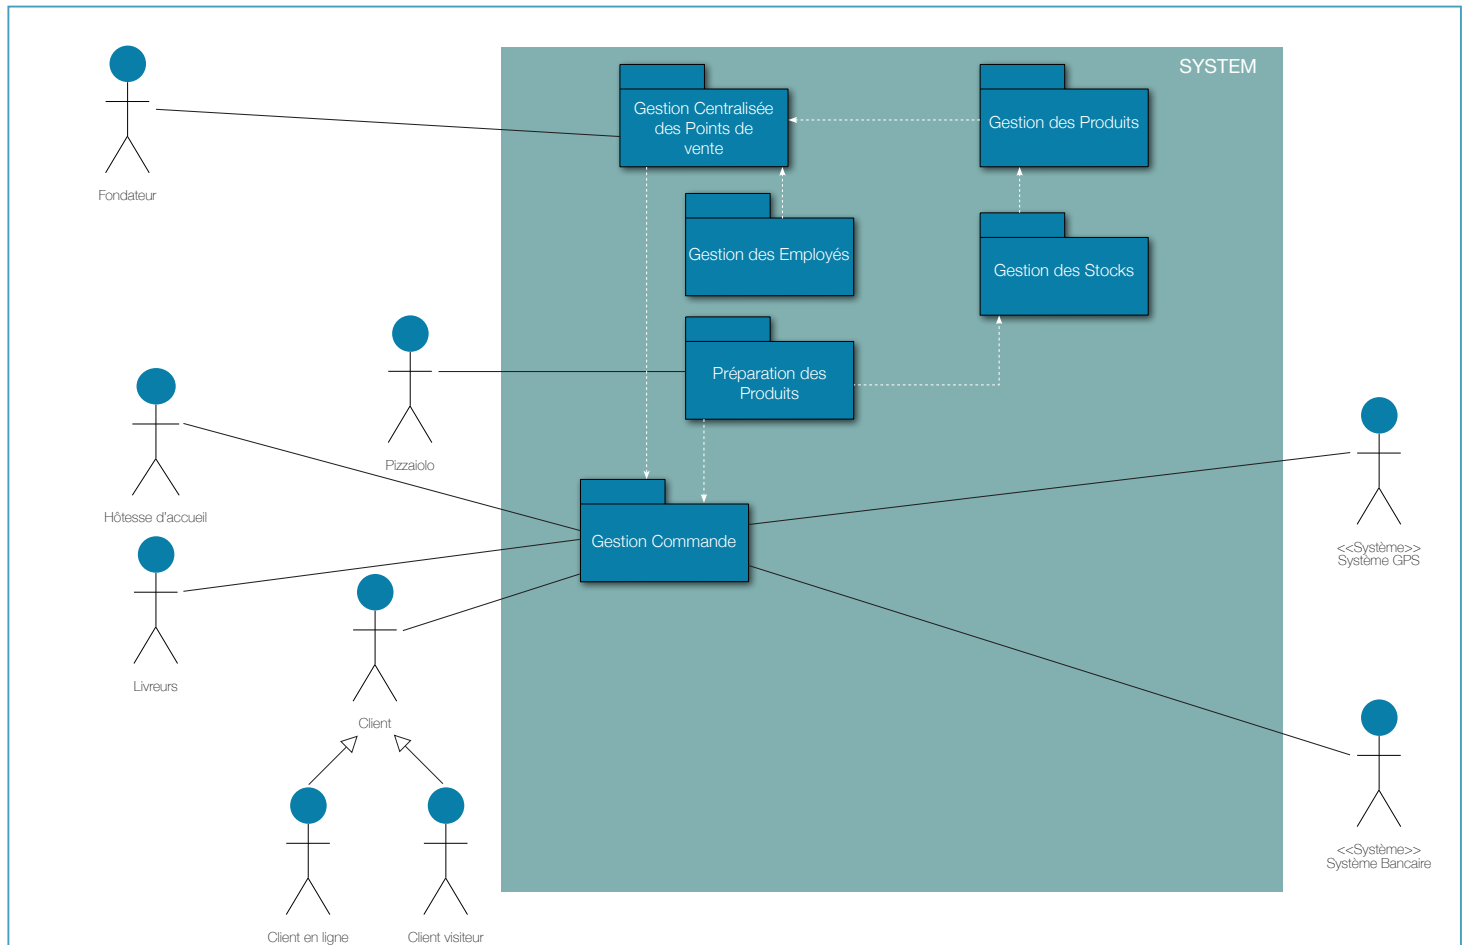 SYSTEM
Gestion Centralisée
des Points de
vente
Gestion des Produits
Fondateur
Gestion des Employés
Gestion des Stocks
Préparation des
Produits
Pizzaiolo
Hôtesse d'accueil
Gestion Commande
<<Système>>
Système GPS
Livreurs
Client
<<Système>>
Système Bancaire
Client en ligne
Client visiteur